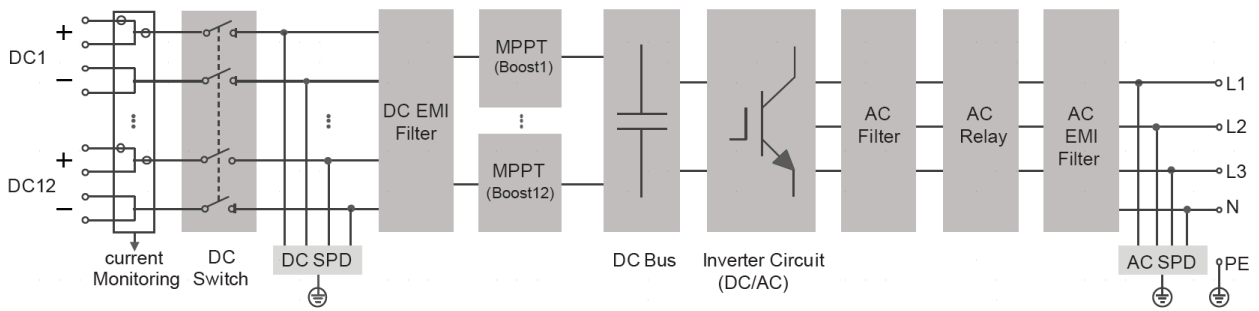 DC1
+
−
DC12
+
−
current
Monitoring
DC
Switch
DC SPD
DC EMI
Filter
MPPT
(Boost1)
MPPT
(Boost12)
DC Bus
Inverter Circuit
(DC/AC)
AC
Filter
AC
Relay
AC
EMI
Filter
L1
L2
L3
N
AC SPD
PE